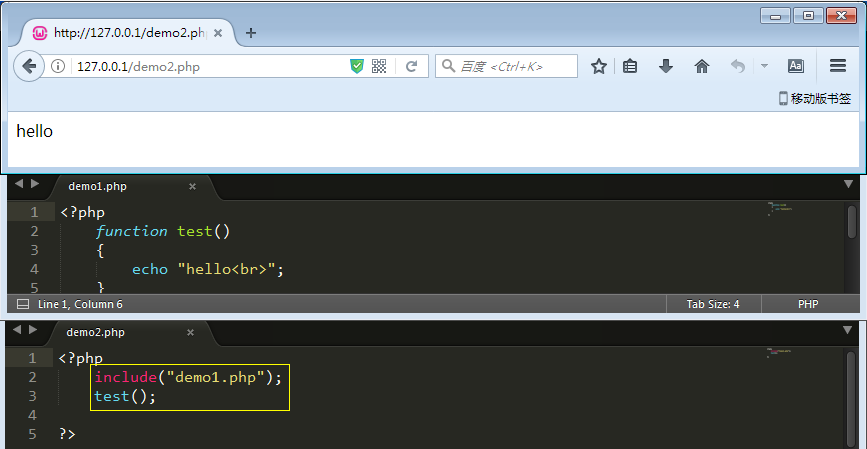 http://127.0.0.1/demo2.ph
127.0.0.1/demo2.php
百度 <Ctrl+K>
Aa
移动版书签
hello
demo1.php
1 <?php
2 function test()
3 {
4 echo "hello<br>";
5 }
Line 1, Column 6 Tab Size: 4 PHP
demo2.php
1 <?php
2 include("demo1.php");
3 test();
4
5 ?>